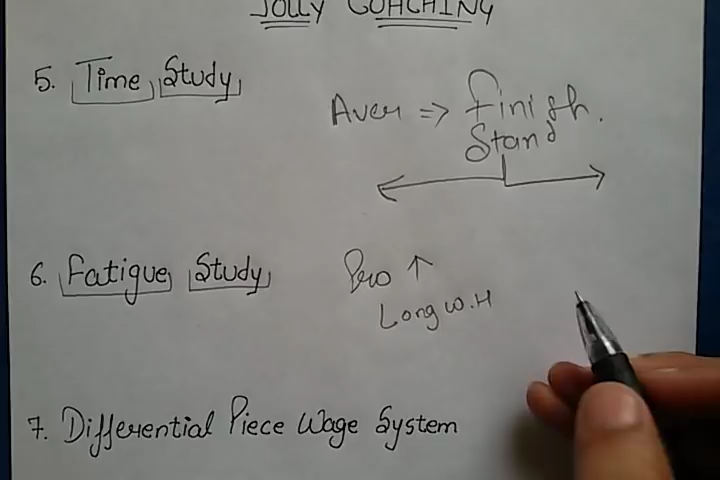 JOLLY COACHING
5. Time Study
Aver => Finish.
Stand
6. Fatigue Study
Pro ↑
Long W.H
7. Differential Piece Wage System